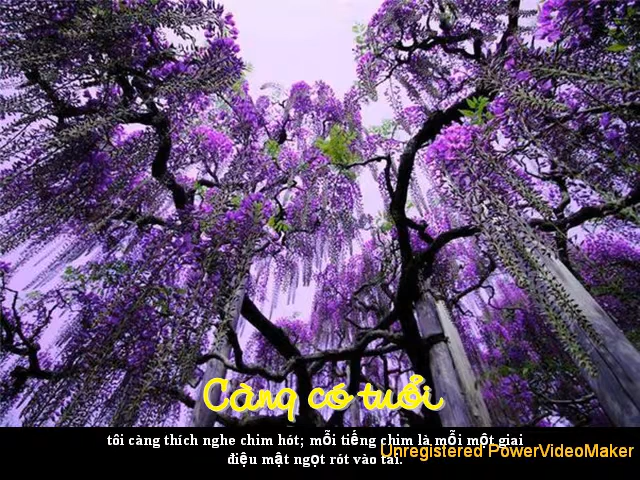 Càng có tuổi
tôi càng thích nghe chim hót; mỗi tiếng chim là mỗi một giai
điệu mật ngọt rót vào tai.
Unregistered PowerVideoMaker